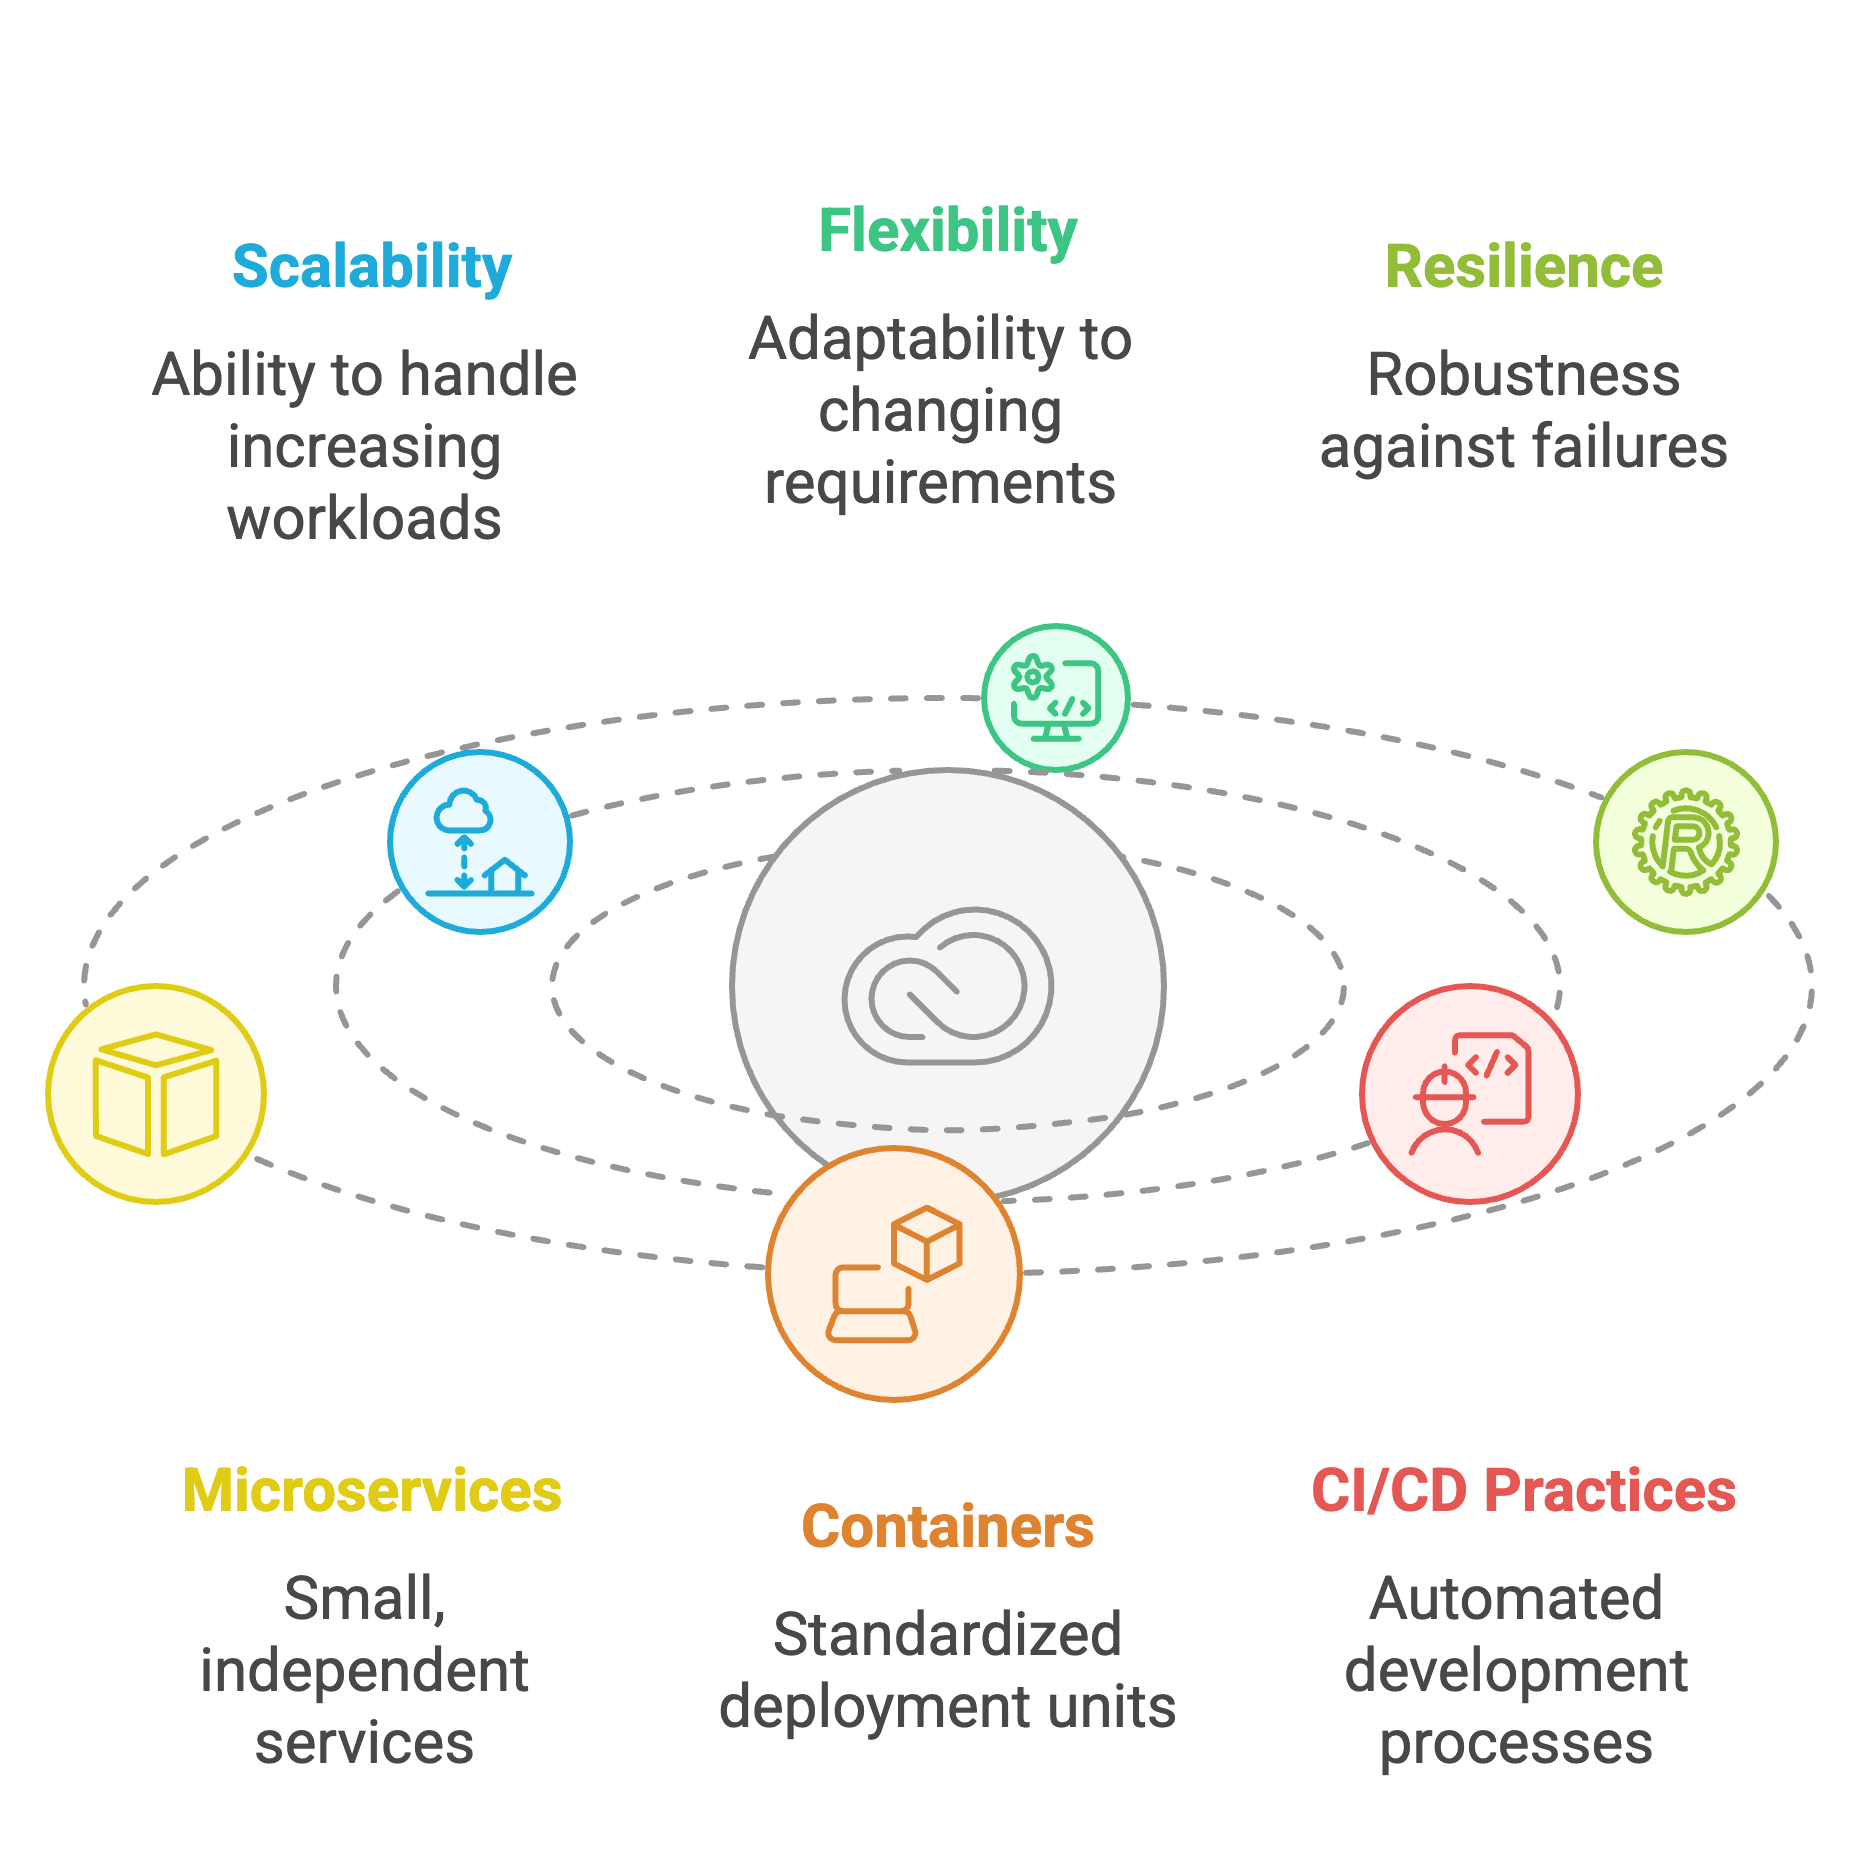 Scalability
Ability to handle
increasing
workloads
Flexibility
Adaptability to
changing
requirements
Resilience
Robustness
against failures
R
</>
</>
Microservices
Small,
independent
services
Containers
Standardized
deployment units
CI/CD Practices
Automated
development
processes